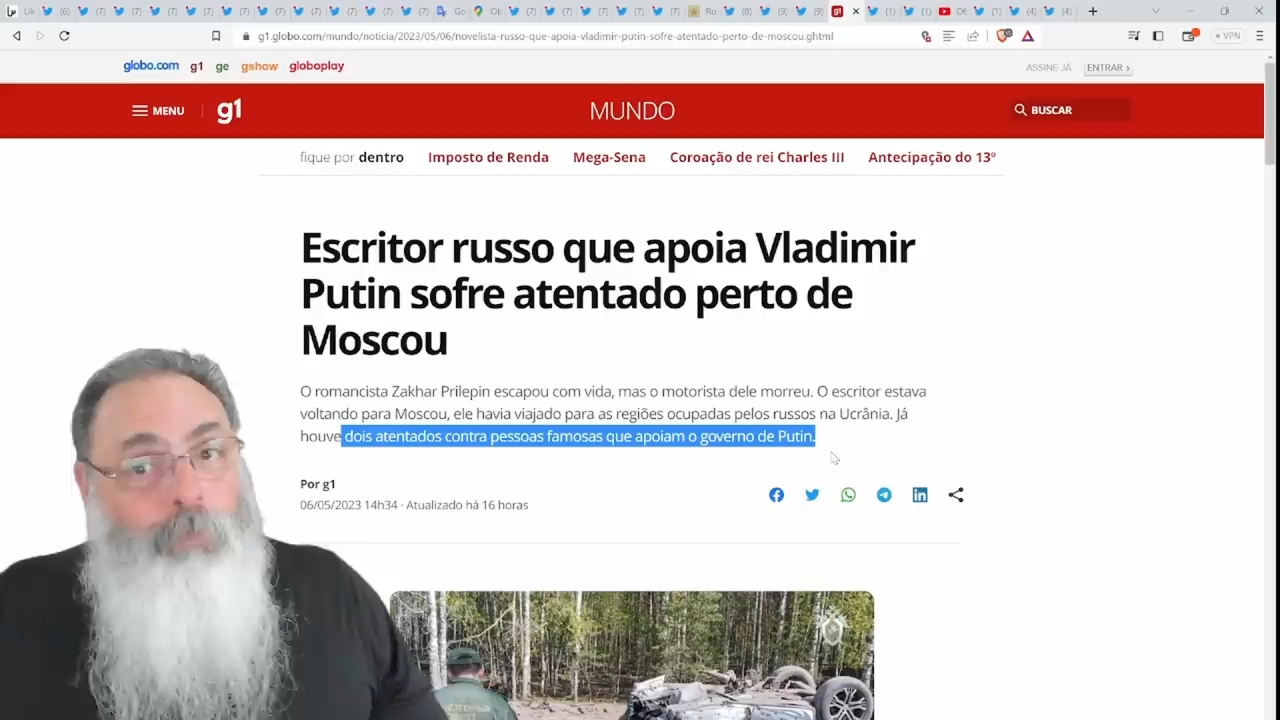 g1.globo.com/mundo/noticia/2023/05/06/novelista-russo-que-apoia-vladimir-putin-sofre-atentado-perto-de-moscou.ghtml
VPN
globo.com g1 ge gshow globoplay
ASSINE JÁ ENTRAR ›
MENU g1 MUNDO BUSCAR
fique por dentro Imposto de Renda Mega-Sena Coroação de rei Charles III Antecipação do 13º
Escritor russo que apoia Vladimir
Putin sofre atentado perto de
Moscou
O romancista Zakhar Prilepin escapou com vida, mas o motorista dele morreu. O escritor estava
voltando para Moscou, ele havia viajado para as regiões ocupadas pelos russos na Ucrânia. Já
houve dois atentados contra pessoas famosas que apoiam o governo de Putin.
Por g1
06/05/2023 14h34 · Atualizado há 16 horas